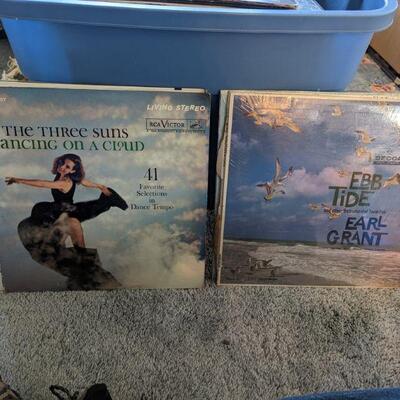 LIVING STEREO
RCA VICTOR
THE THREE SUNS
ANCING ON A CLOUD
41
Favorite
Selections
in
Dance Tempo
DECCA
EBB
TIDE
EARL
GRANT